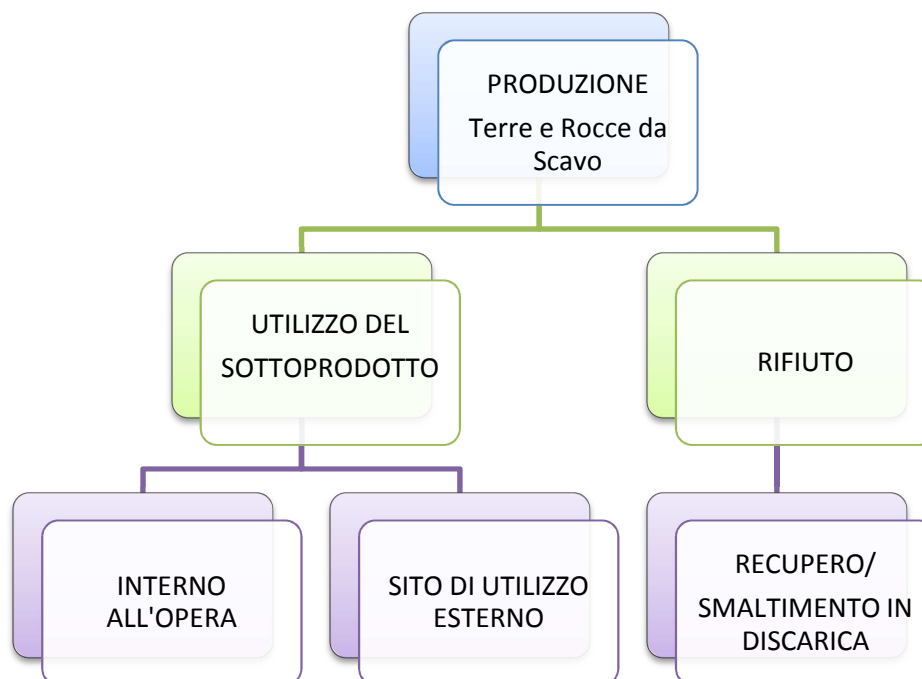 PRODUZIONE
Terre e Rocce da
Scavo
UTILIZZO DEL
SOTTOPRODOTTO
RIFIUTO
INTERNO
ALL'OPERA
SITO DI UTILIZZO
ESTERNO
RECUPERO/
SMALTIMENTO IN
DISCARICA